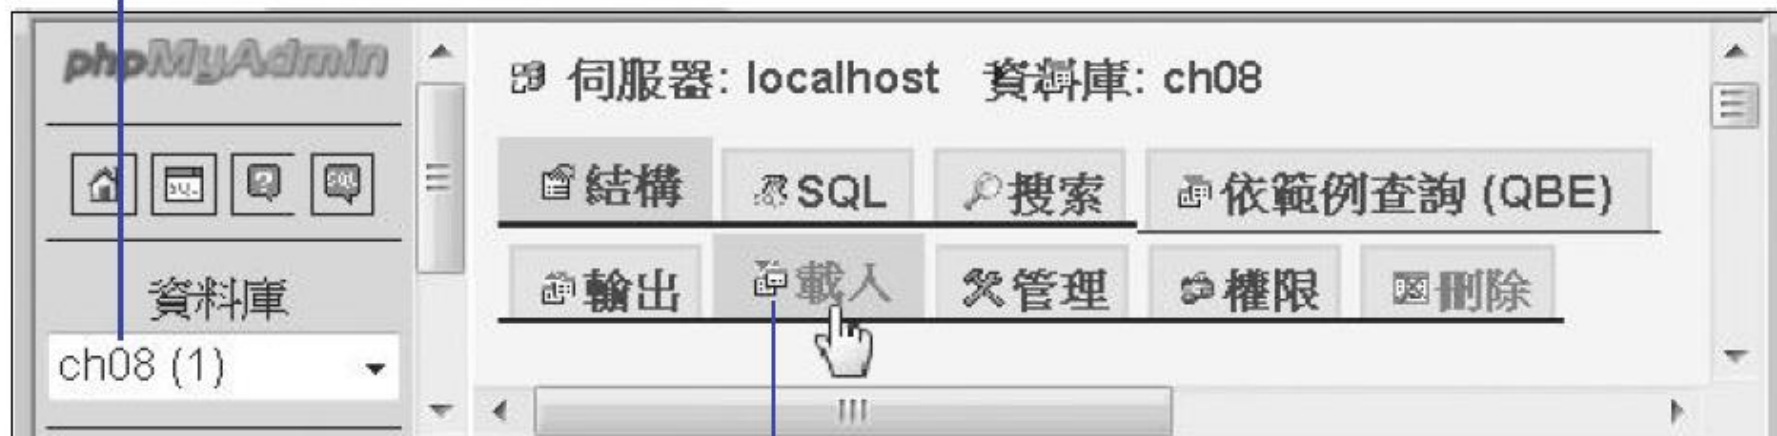 phpMyAdmin
資料庫
ch08 (1)
伺服器: localhost 資料庫: ch08
結構 SQL 搜索 依範例查詢 (QBE)
輸出 載入 管理 權限 刪除